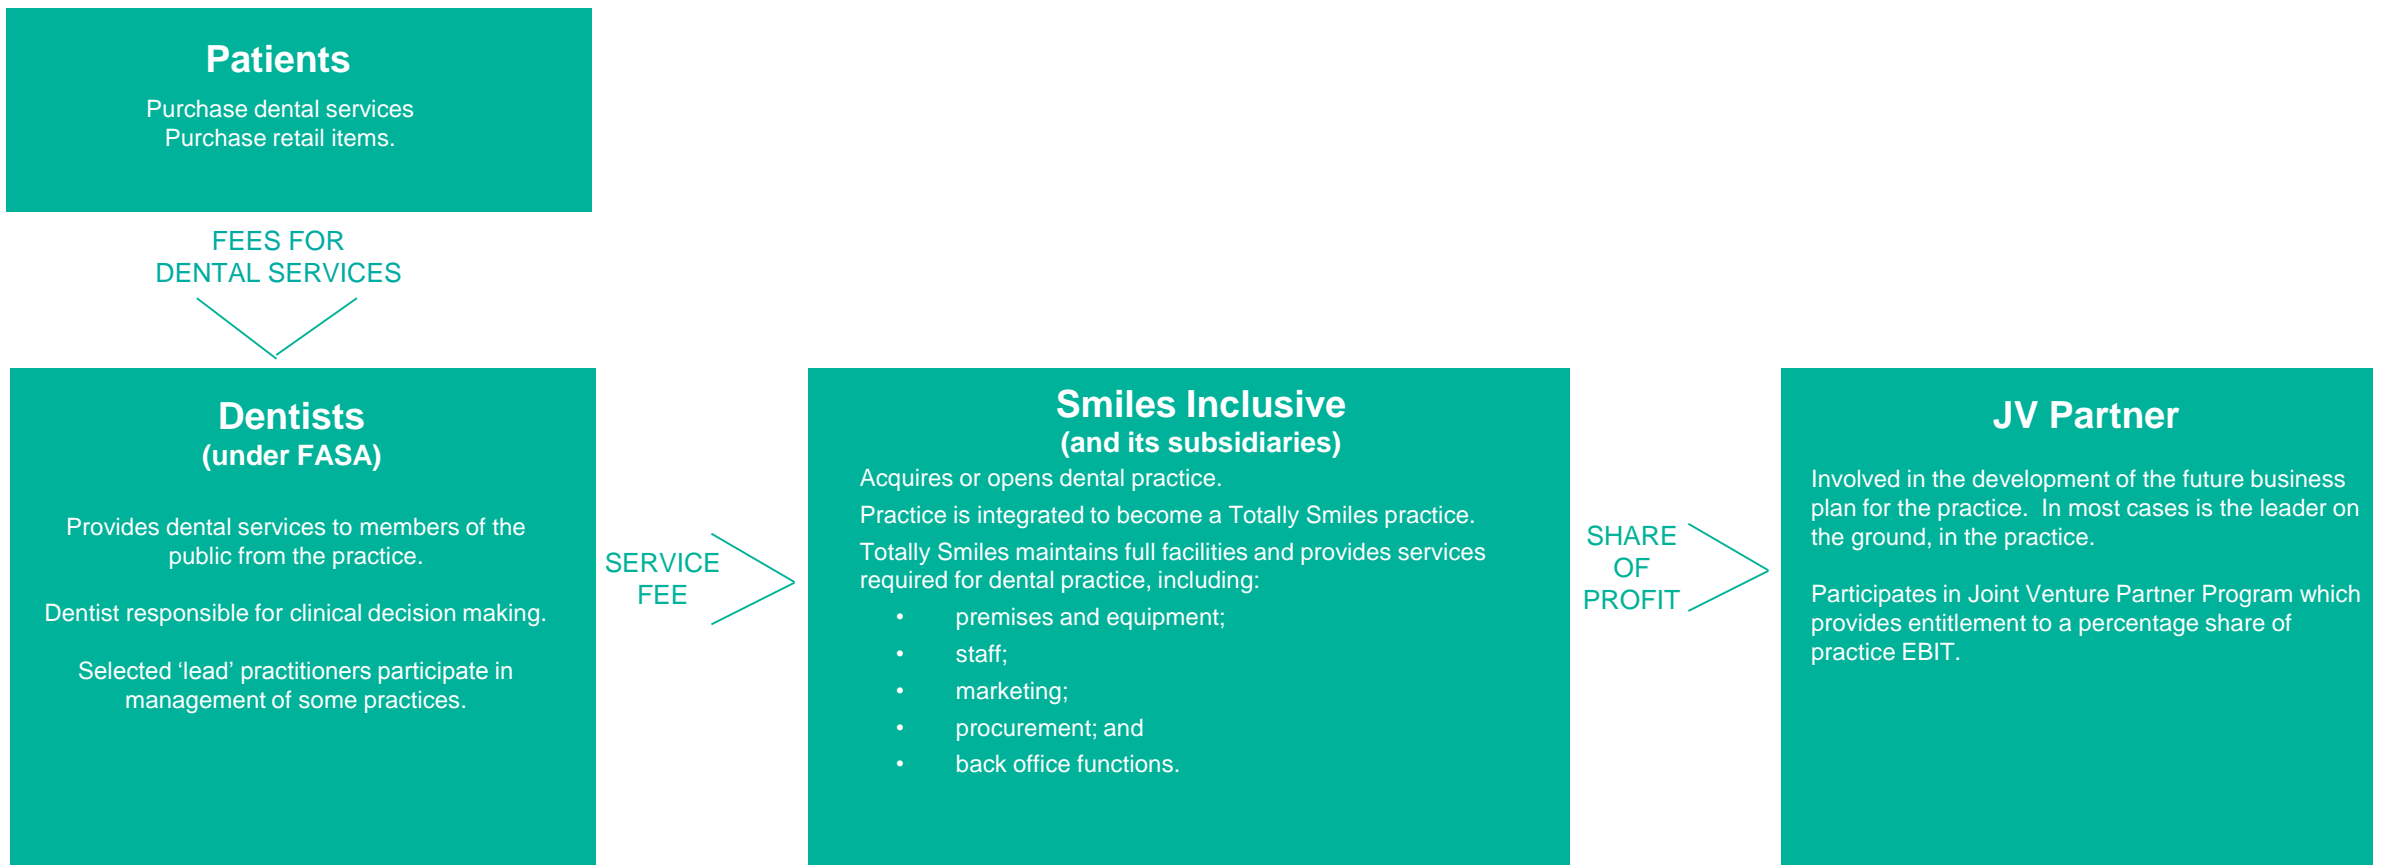 Patients
Purchase dental services
Purchase retail items.
FEES FOR
DENTAL SERVICES
Dentists
(under FASA)
Provides dental services to members of the
public from the practice.
Dentist responsible for clinical decision making.
Selected ‘lead’ practitioners participate in
management of some practices.
SERVICE
FEE
Smiles Inclusive
(and its subsidiaries)
Acquires or opens dental practice.
Practice is integrated to become a Totally Smiles practice.
Totally Smiles maintains full facilities and provides services
required for dental practice, including:
• premises and equipment;
• staff;
• marketing;
• procurement; and
• back office functions.
SHARE
OF
PROFIT
JV Partner
Involved in the development of the future business
plan for the practice.  In most cases is the leader on
the ground, in the practice.
Participates in Joint Venture Partner Program which
provides entitlement to a percentage share of
practice EBIT.